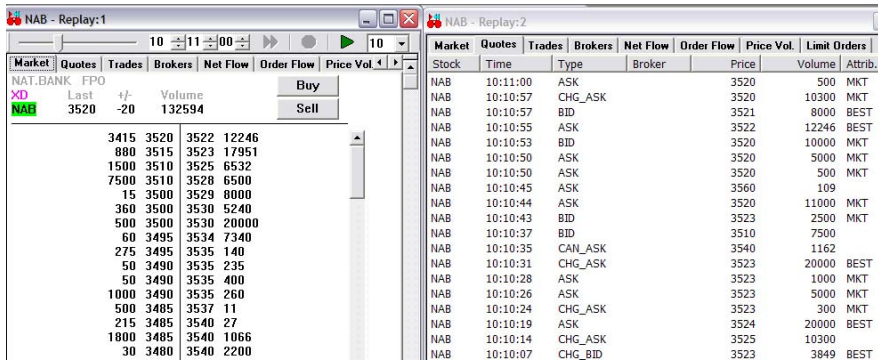 NAB - Replay:1
10 11 00 10
Market Quotes Trades Brokers Net Flow Order Flow Price Vol
NAT.BANK FPO
XD Last +/- Volume
NAB 3520 -20 132594
Buy
Sell
3415 3520 3522 12246
880 3515 3523 17951
1500 3510 3525 6532
7500 3510 3528 6500
15 3500 3529 8000
360 3500 3530 5240
500 3500 3530 20000
60 3495 3534 7340
275 3495 3535 140
50 3490 3535 235
50 3490 3535 400
1000 3490 3535 260
500 3485 3537 11
215 3485 3540 27
1800 3485 3540 1066
30 3480 3540 2200
NAB - Replay:2
Market Quotes Trades Brokers Net Flow Order Flow Price Vol. Limit Orders
Stock Time Type Broker Price Volume Attrib.
NAB 10:11:00 ASK 3520 500 MKT
NAB 10:10:57 CHG_ASK 3520 10300 MKT
NAB 10:10:57 BID 3521 8000 BEST
NAB 10:10:55 ASK 3522 12246 BEST
NAB 10:10:53 BID 3520 10000 MKT
NAB 10:10:50 ASK 3520 5000 MKT
NAB 10:10:50 ASK 3520 500 MKT
NAB 10:10:45 ASK 3560 109
NAB 10:10:44 ASK 3520 11000 MKT
NAB 10:10:43 BID 3523 2500 MKT
NAB 10:10:37 BID 3510 7500
NAB 10:10:35 CAN_ASK 3540 1162
NAB 10:10:31 CHG_ASK 3523 20000 BEST
NAB 10:10:28 ASK 3523 1000 MKT
NAB 10:10:26 ASK 3523 5000 MKT
NAB 10:10:24 CHG_ASK 3523 300 MKT
NAB 10:10:19 ASK 3524 20000 BEST
NAB 10:10:14 CHG_ASK 3525 10300
NAB 10:10:07 CHG_BID 3523 3849 BEST